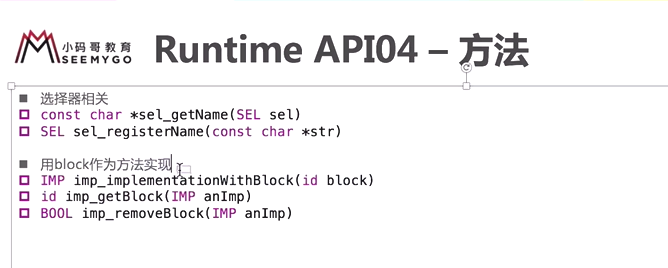 小码哥教育
SEEMYGO
Runtime API04 – 方法
选择器相关
const char *sel_getName(SEL sel)
SEL sel_registerName(const char *str)
用block作为方法实现
IMP imp_implementationWithBlock(id block)
id imp_getBlock(IMP anImp)
BOOL imp_removeBlock(IMP anImp)